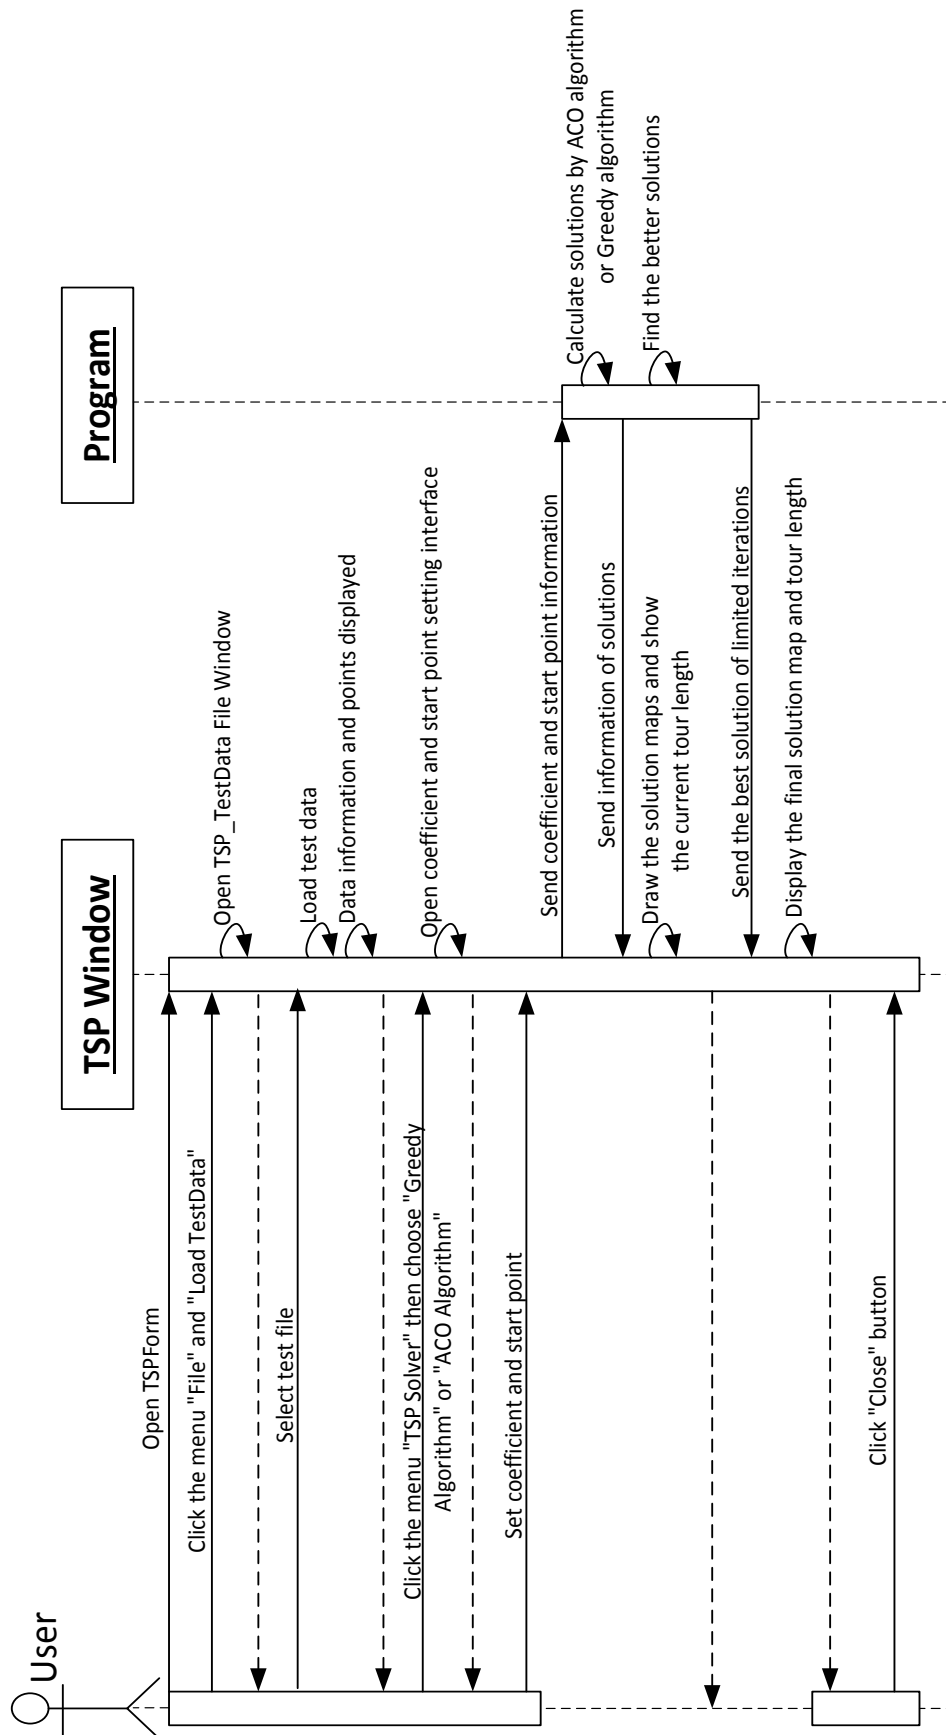 User
TSP Window
Program
Open TSPForm
Click the menu "File" and "Load TestData"
Open TSP_TestData File Window
Select test file
Load test data
Data information and points displayed
Click the menu "TSP Solver" then choose "Greedy
Algorithm" or "ACO Algorithm"
Open coefficient and start point setting interface
Set coefficient and start point
Send coefficient and start point information
Calculate solutions by ACO algorithm
or Greedy algorithm
Send information of solutions
Find the better solutions
Draw the solution maps and show
the current tour length
Send the best solution of limited iterations
Display the final solution map and tour length
Click "Close" button